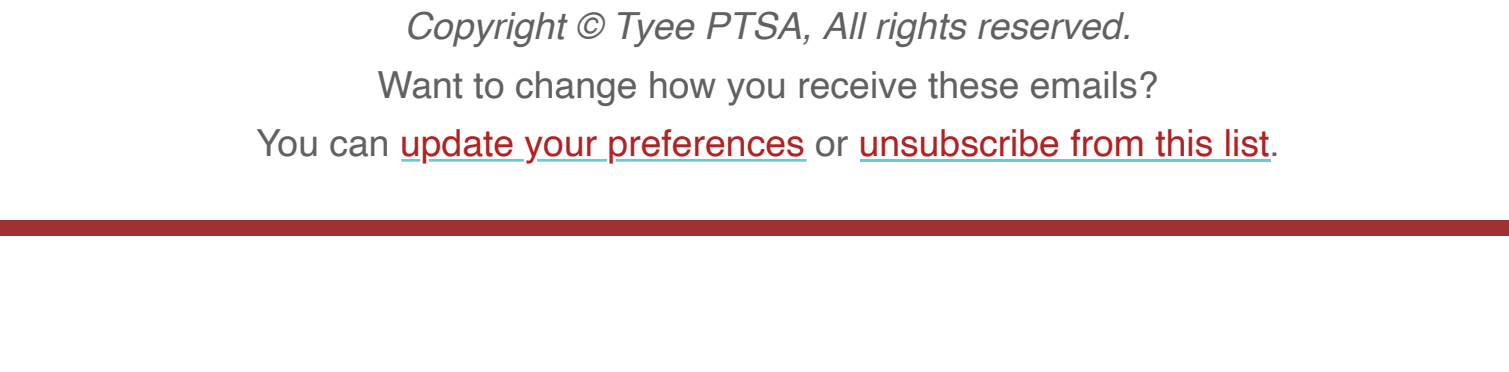 Copyright © Tyee PTSA, All rights reserved.
Want to change how you receive these emails?
You can update your preferences or unsubscribe from this list.